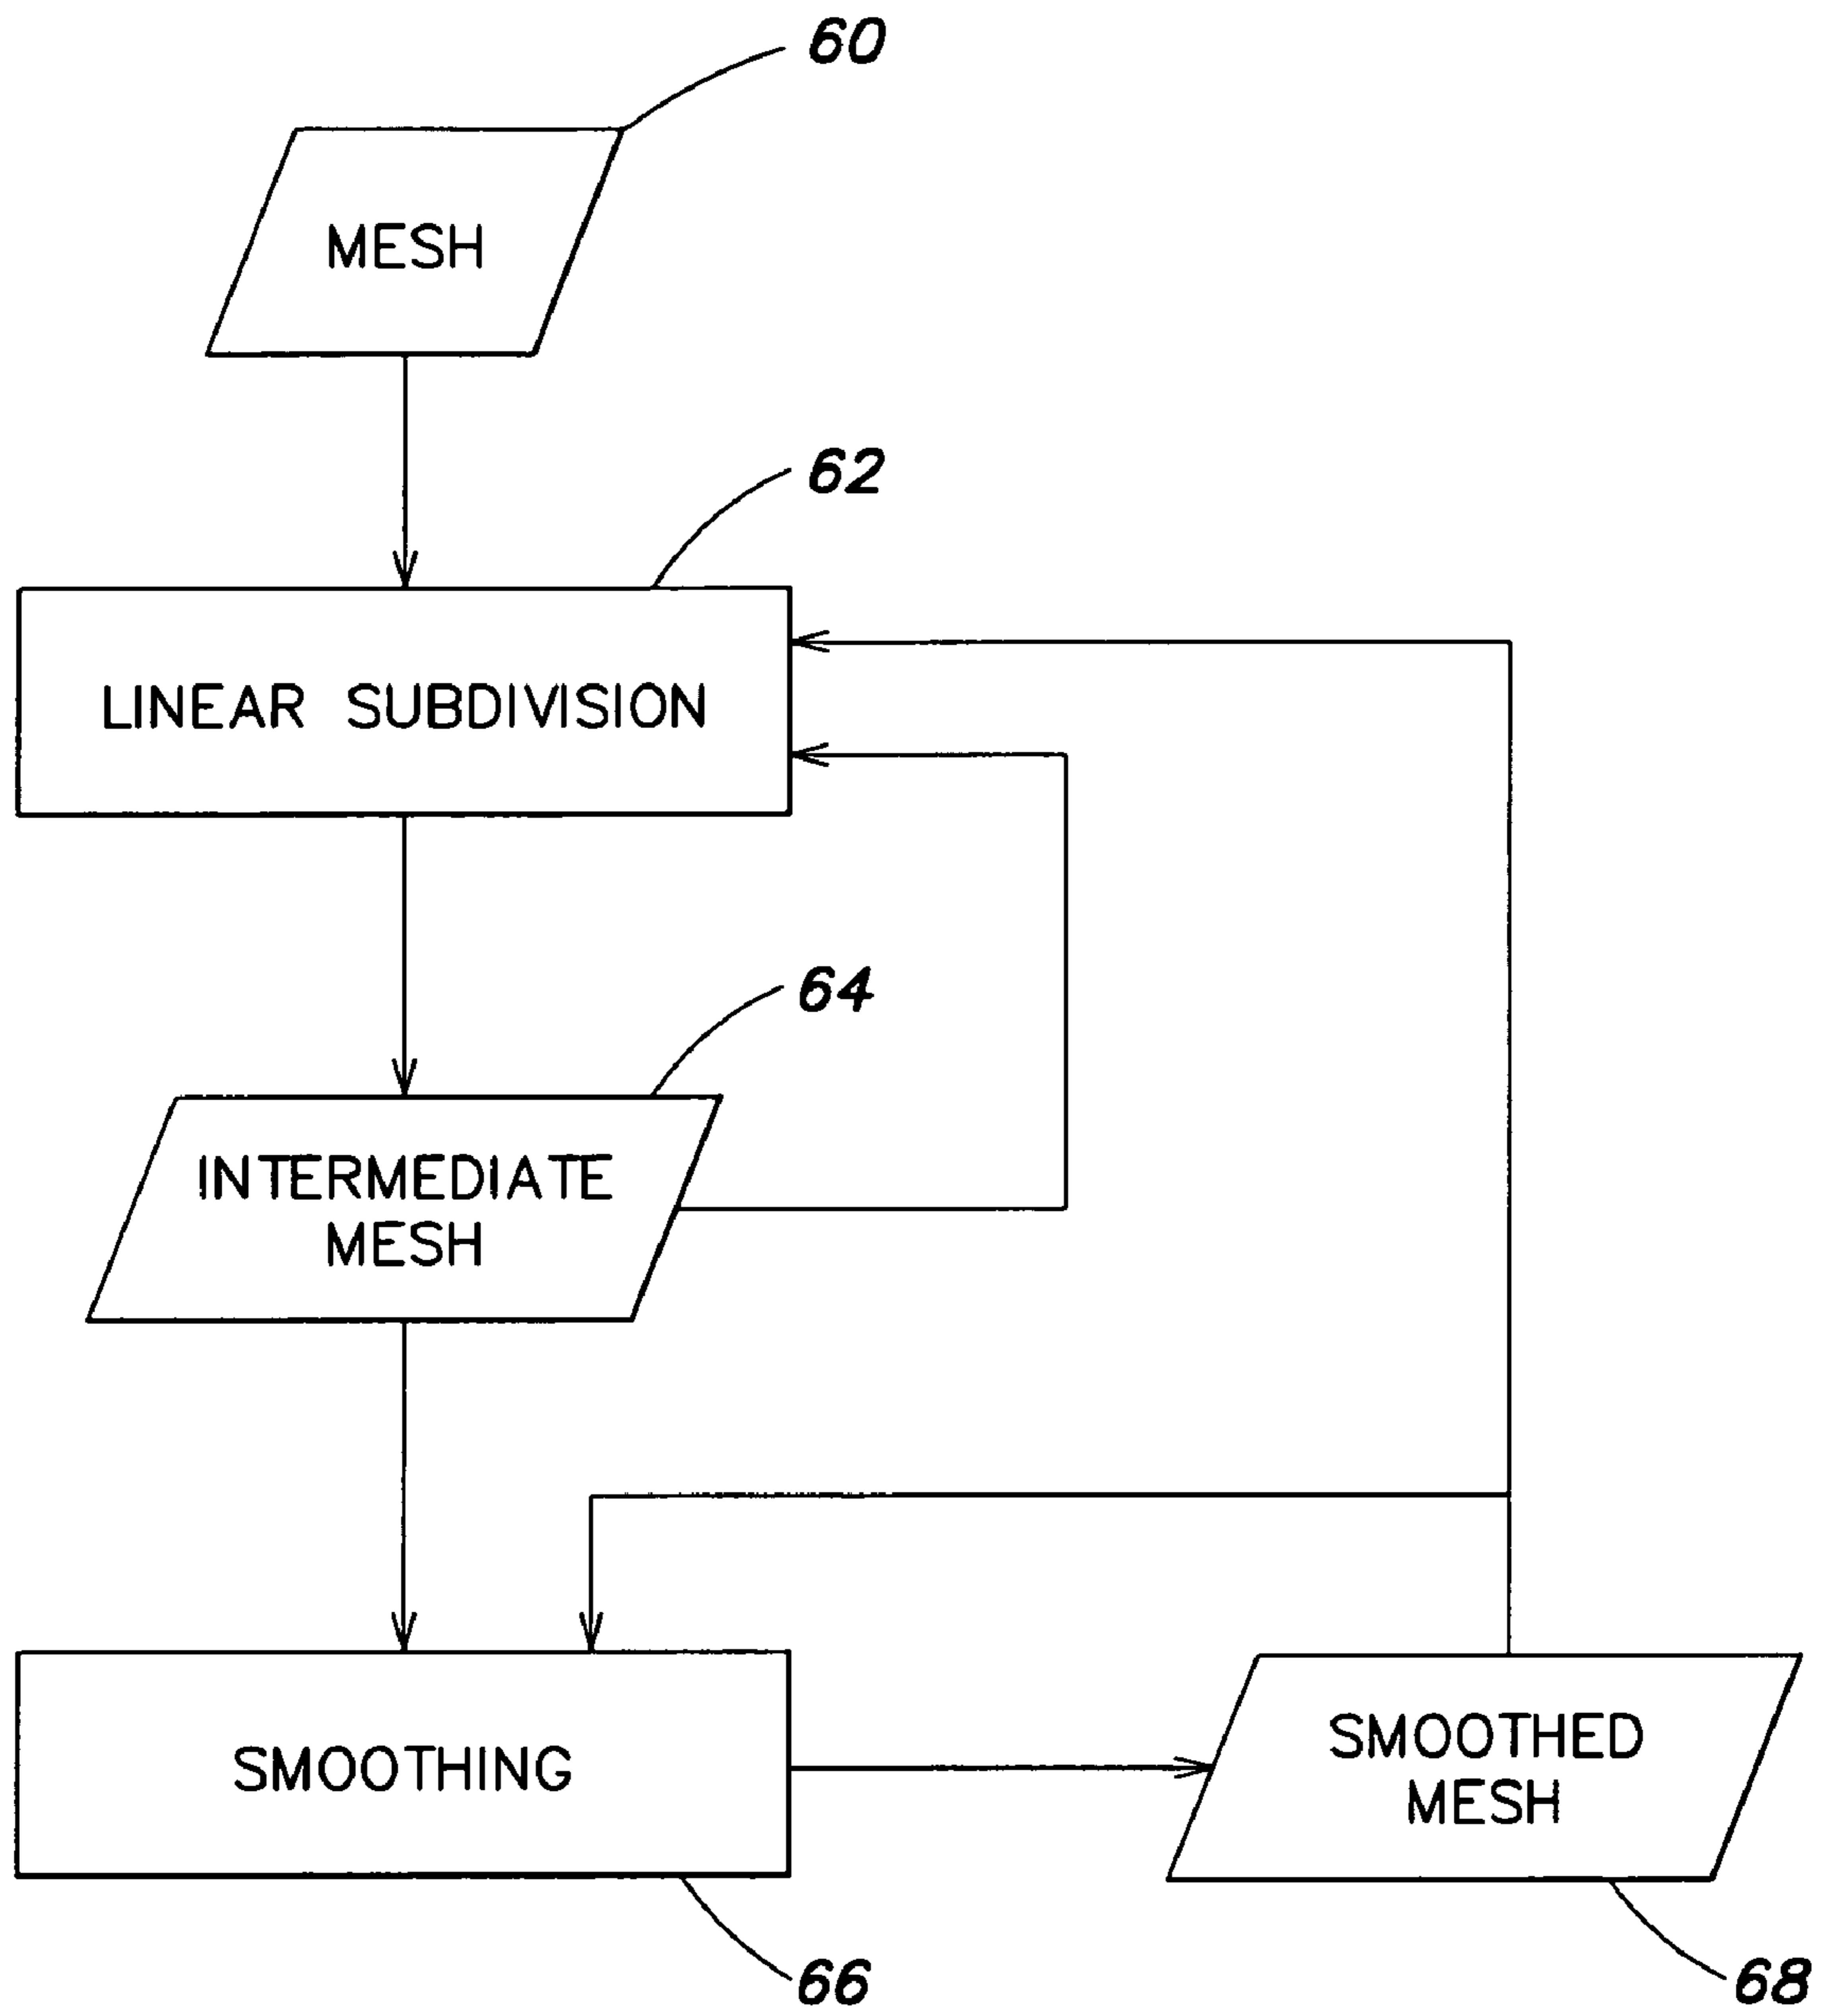 60
MESH
62
LINEAR SUBDIVISION
64
INTERMEDIATE
MESH
SMOOTHING
SMOOTHED
MESH
66
68